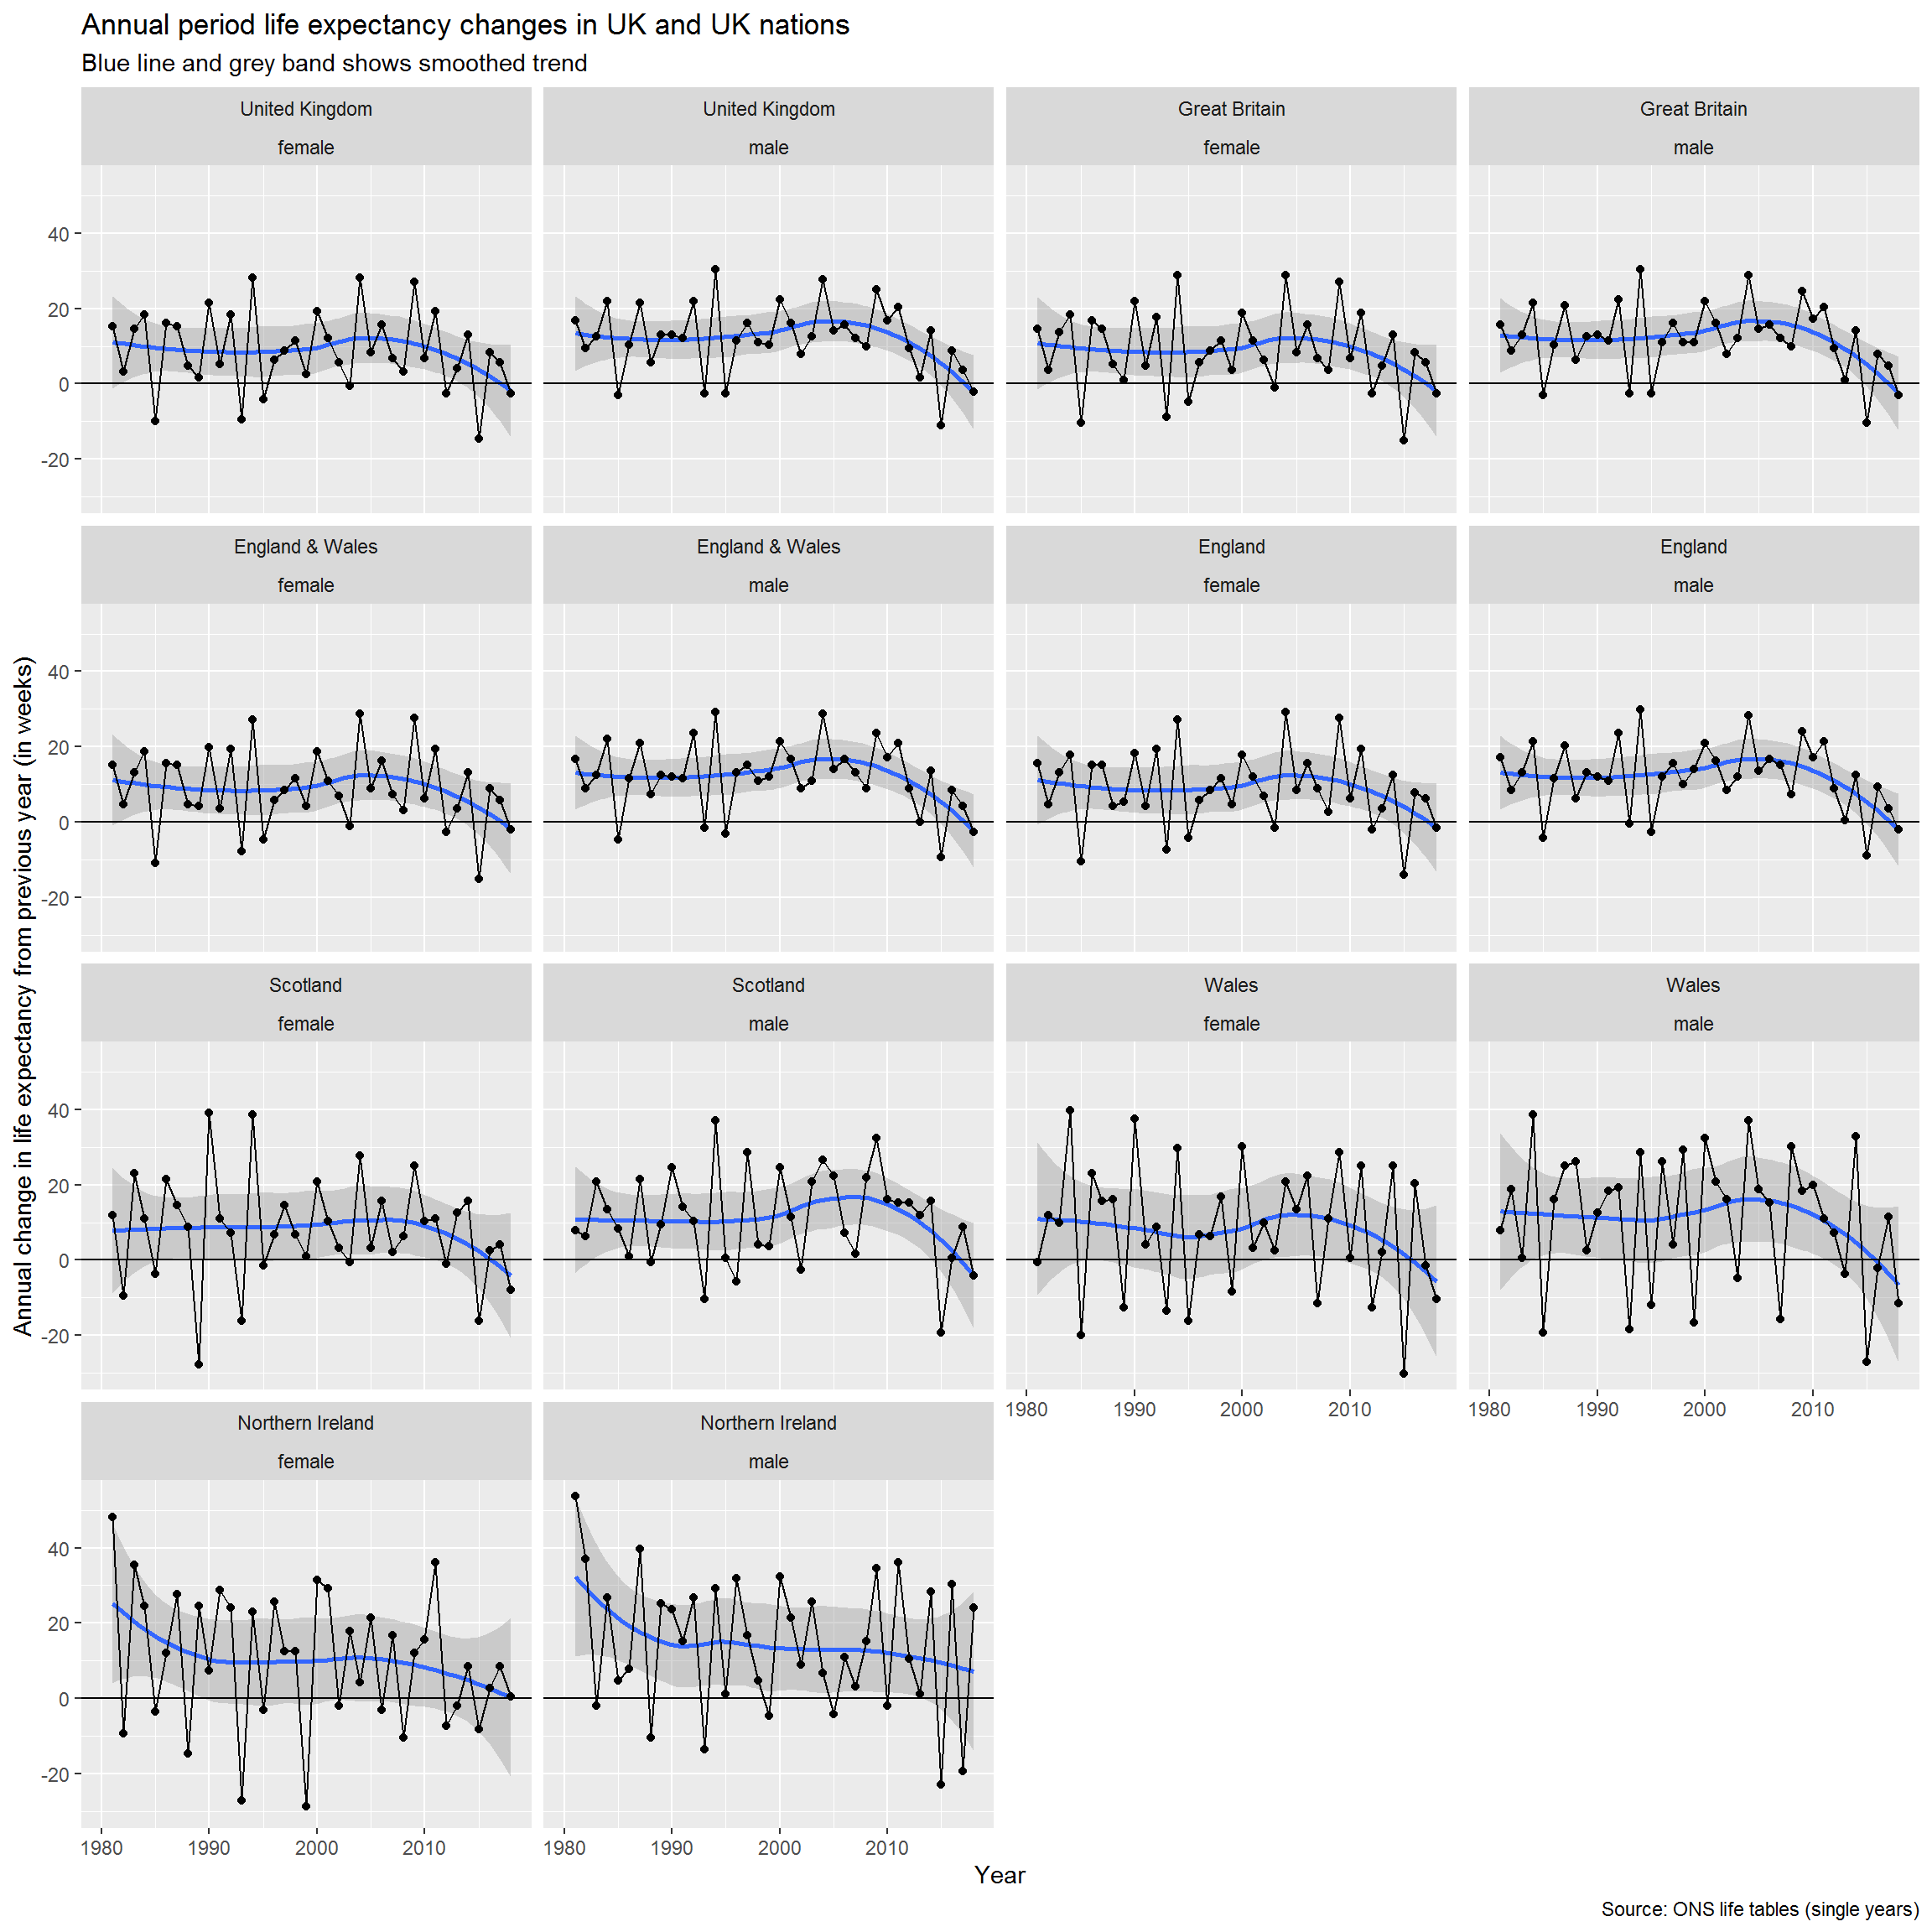 Annual period life expectancy changes in UK and UK nations
Blue line and grey band shows smoothed trend
United Kingdom
female
United Kingdom
male
Great Britain
female
Great Britain
male
40
20
0
-20
England & Wales
female
England & Wales
male
England
female
England
male
40
20
0
-20
Annual change in life expectancy from previous year (in weeks)
Scotland
female
Scotland
male
Wales
female
Wales
male
40
20
0
-20
1980 1990 2000 2010
1980 1990 2000 2010
Northern Ireland
female
Northern Ireland
male
40
20
0
-20
1980 1990 2000 2010
1980 1990 2000 2010
Year
Source: ONS life tables (single years)